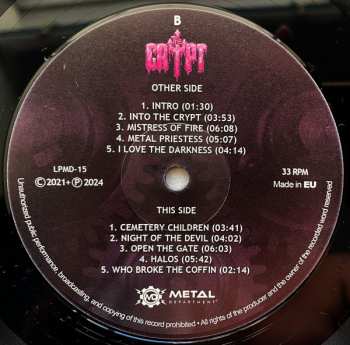 B
CRYPT
OTHER SIDE
1. INTRO (01:30)
2. INTO THE CRYPT (03:53)
3. MISTRESS OF FIRE (06:08)
4. METAL PRIESTESS (05:07)
5. I LOVE THE DARKNESS (04:14)
LPMD-15
33 RPM
©2021+ ℗ 2024
Made in EU
THIS SIDE
1. CEMETERY CHILDREN (03:41)
2. NIGHT OF THE DEVIL (04:02)
3. OPEN THE GATE (06:03)
4. HALOS (05:42)
5. WHO BROKE THE COFFIN (02:14)
MD METAL
DEPARTMENT
Unauthorized public performance, broadcasting, and copying of this record prohibited • All rights of the producer and the owner of the recorded word reserved